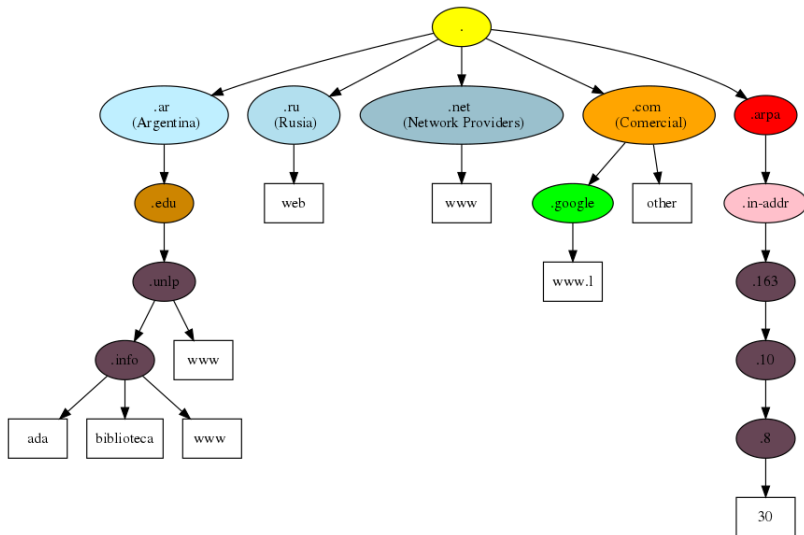 .
.ar
(Argentina)
.ru
(Rusia)
.net
(Network Providers)
.com
(Comercial)
.arpa
.edu
web
www
.google
other
.in-addr
.unlp
www.l
.163
.info
www
.10
ada
biblioteca
www
.8
30